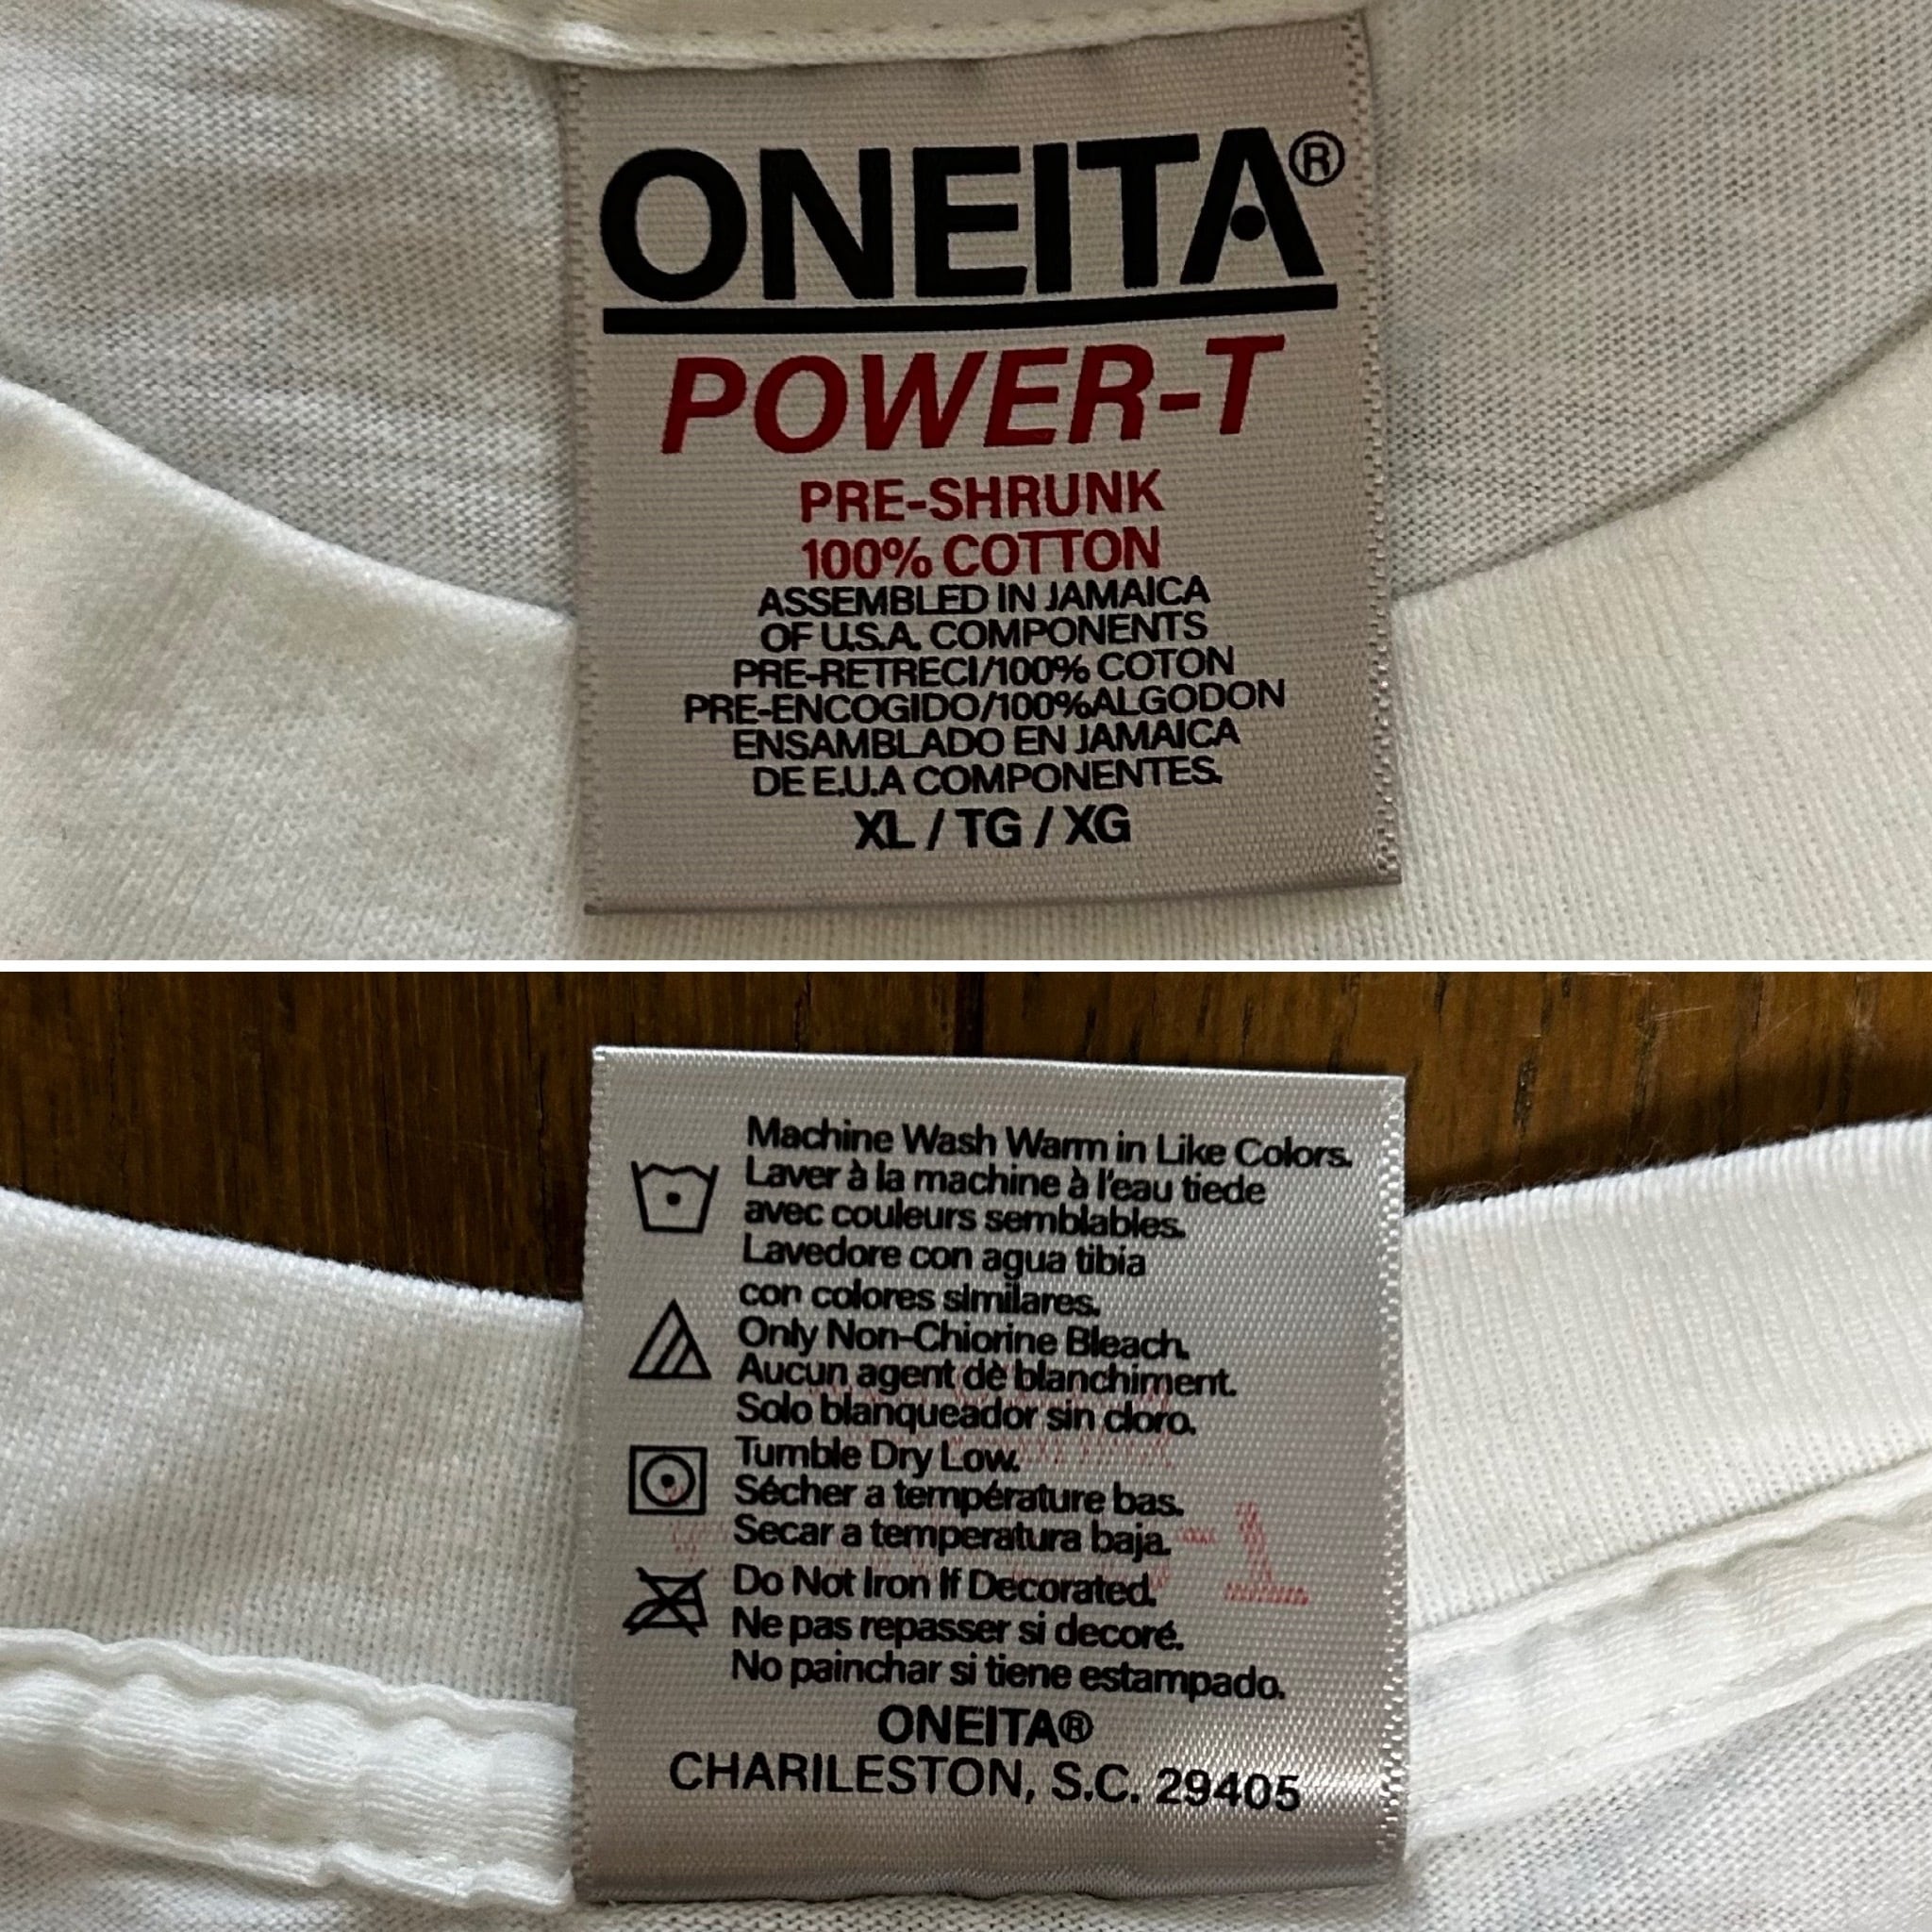 ONEITA®
POWER-T
PRE-SHRUNK
100% COTTON
ASSEMBLED IN JAMAICA
OF U.S.A. COMPONENTS
PRE-RETRECI/100% COTON
PRE-ENCOGIDO/100%ALGODON
ENSAMBLADO EN JAMAICA
DE E.U.A COMPONENTES.
XL / TG / XG
Machine Wash Warm in Like Colors.
Laver à la machine à l'eau tiede
avec couleurs semblables.
Lavedore con agua tibia
con colores slmilares.
Only Non-Chiorine Bleach.
Aucun agent dè blanchiment.
Solo blanqueador sin cloro.
Tumble Dry Low.
Sécher a température bas.
Secar a temperatura baja.
Do Not Iron If Decorated.
Ne pas repasser si decoré.
No painchar si tiene estampado.
ONEITA®
CHARILESTON, S.C. 29405